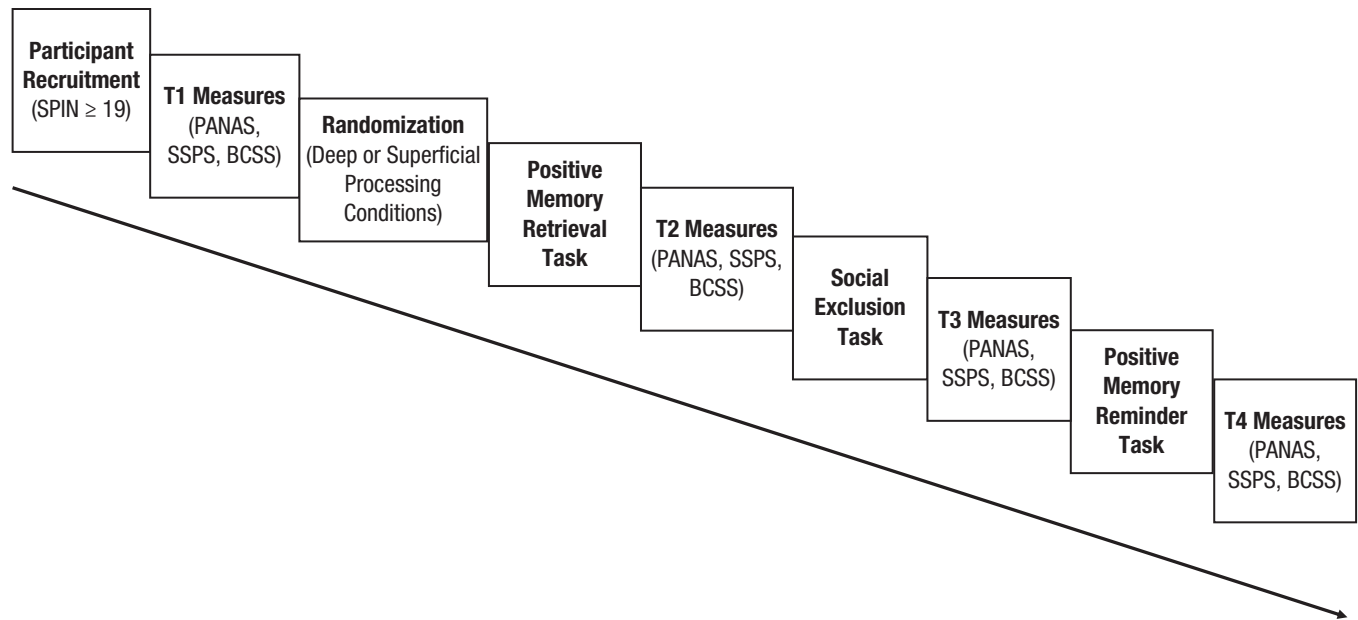 Participant
Recruitment
(SPIN ≥ 19)
T1 Measures
(PANAS,
SSPS, BCSS)
Randomization
(Deep or Superficial
Processing
Conditions)
Positive
Memory
Retrieval
Task
T2 Measures
(PANAS, SSPS,
BCSS)
Social
Exclusion
Task
T3 Measures
(PANAS,
SSPS, BCSS)
Positive
Memory
Reminder
Task
T4 Measures
(PANAS,
SSPS, BCSS)